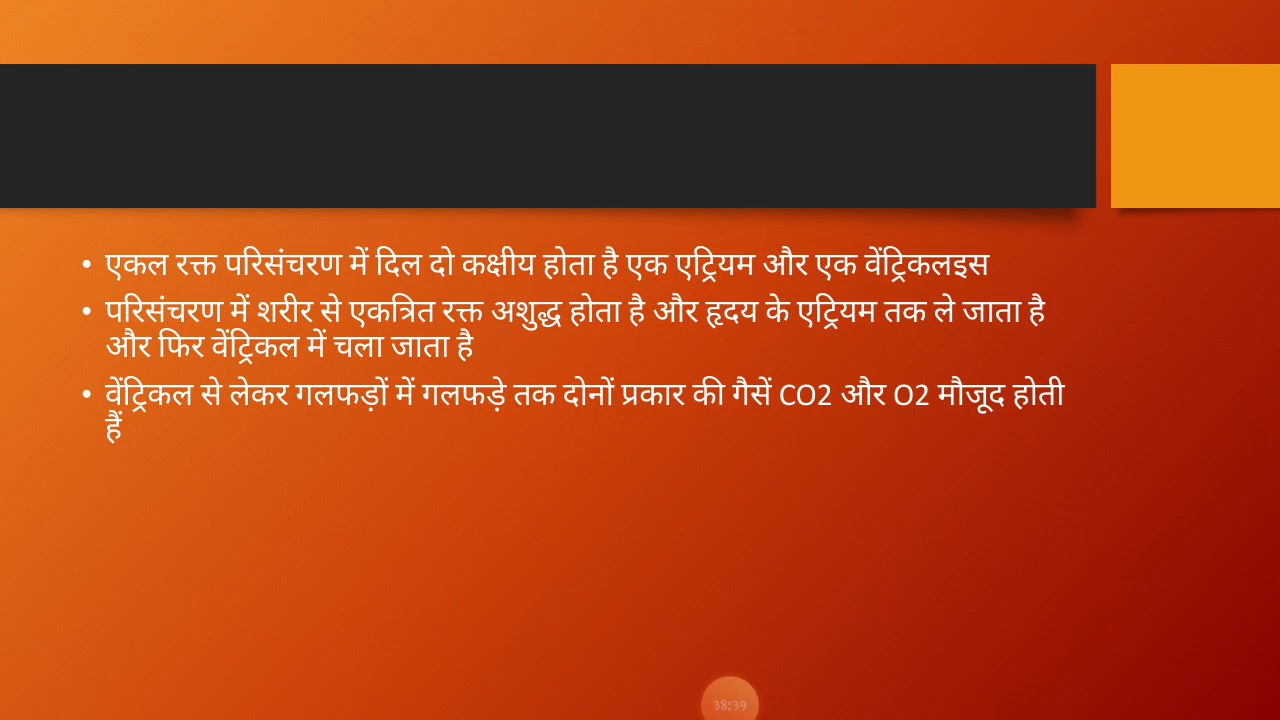 • एकल रक्त परिसंचरण में दिल दो कक्षीय होता है एक एट्रियम और एक वेंट्रिकलइस
• परिसंचरण में शरीर से एकत्रित रक्त अशुद्ध होता है और हृदय के एट्रियम तक ले जाता है
और फिर वेंट्रिकल में चला जाता है
• वेंट्रिकल से लेकर गलफड़ों में गलफड़े तक दोनों प्रकार की गैसें CO2 और O2 मौजूद होती
हैं
38:39